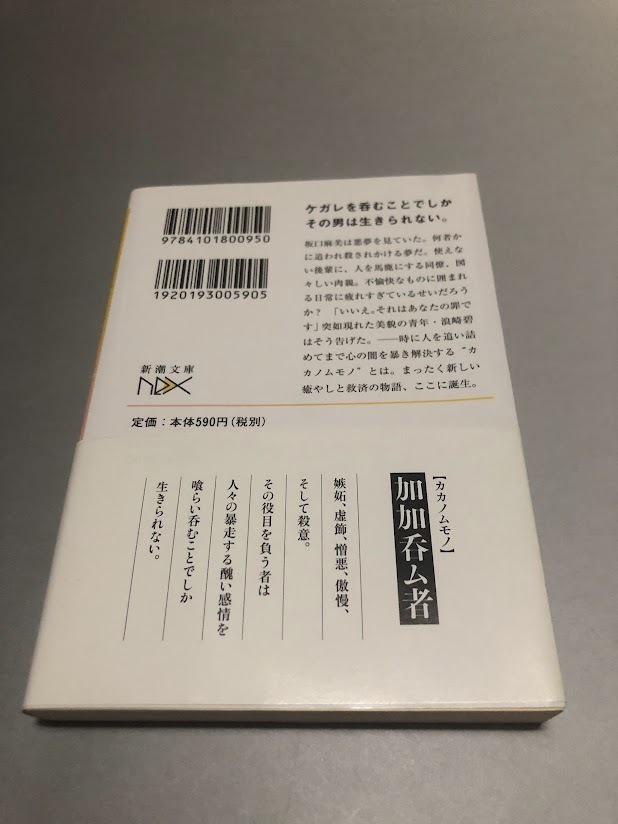 9784101800950
1920193005905
新潮文庫
nex
定価：本体590円（税別）
ケガレを呑むことでしか
その男は生きられない。
坂口麻美は悪夢を見ていた。何者か
に追われ殺されかける夢だ。使えな
い後輩に、人を馬鹿にする同僚、図
々しい肉親。不愉快なものに囲まれ
る日常に疲れすぎているせいだろう
か？「いいえ。それはあなたの罪で
す」突如現れた美貌の青年・浪崎碧
はそう告げた。──時に人を追い詰
めてまで心の闇を暴き解決する〝カ
カノムモノ〟とは。まったく新しい
癒やしと救済の物語、ここに誕生。
【カカノムモノ】
加加呑ム者
嫉妬、虚飾、憎悪、傲慢、
そして殺意。
その役目を負う者は
人々の暴走する醜い感情を
喰らい呑むことでしか
生きられない。